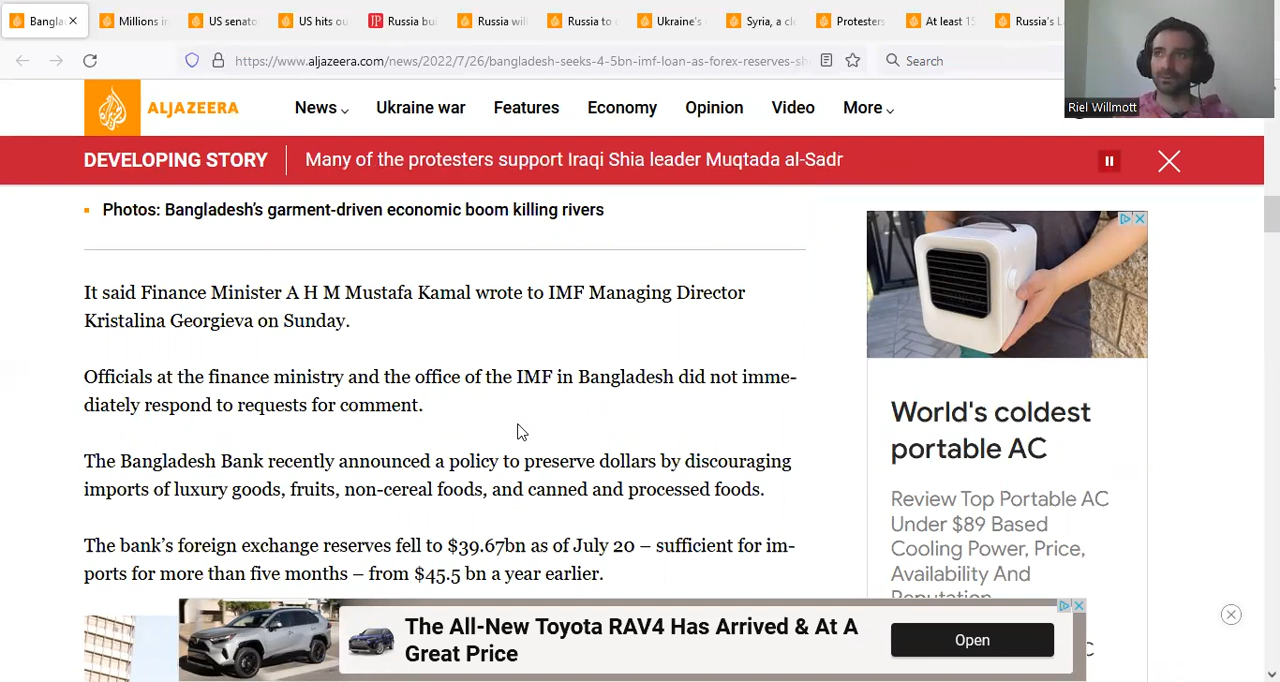 Bangla
Millions i
US senato
US hits ou
Russia bui
Russia will
Russia to
Ukraine's
Syria, a cl
Protesters
At least 15
Russia's L
https://www.aljazeera.com/news/2022/7/26/bangladesh-seeks-4-5bn-imf-loan-as-forex-reserves-sh
Search
Riel Willmott
ALJAZEERA
News
Ukraine war
Features
Economy
Opinion
Video
More
DEVELOPING STORY
Many of the protesters support Iraqi Shia leader Muqtada al-Sadr
Photos: Bangladesh's garment-driven economic boom killing rivers
It said Finance Minister A H M Mustafa Kamal wrote to IMF Managing Director
Kristalina Georgieva on Sunday.
Officials at the finance ministry and the office of the IMF in Bangladesh did not imme-
diately respond to requests for comment.
The Bangladesh Bank recently announced a policy to preserve dollars by discouraging
imports of luxury goods, fruits, non-cereal foods, and canned and processed foods.
The bank's foreign exchange reserves fell to $39.67bn as of July 20 – sufficient for im-
ports for more than five months – from $45.5 bn a year earlier.
World's coldest
portable AC
Review Top Portable AC
Under $89 Based
Cooling Power, Price,
Availability And
Reputation
The All-New Toyota RAV4 Has Arrived & At A
Great Price
Open